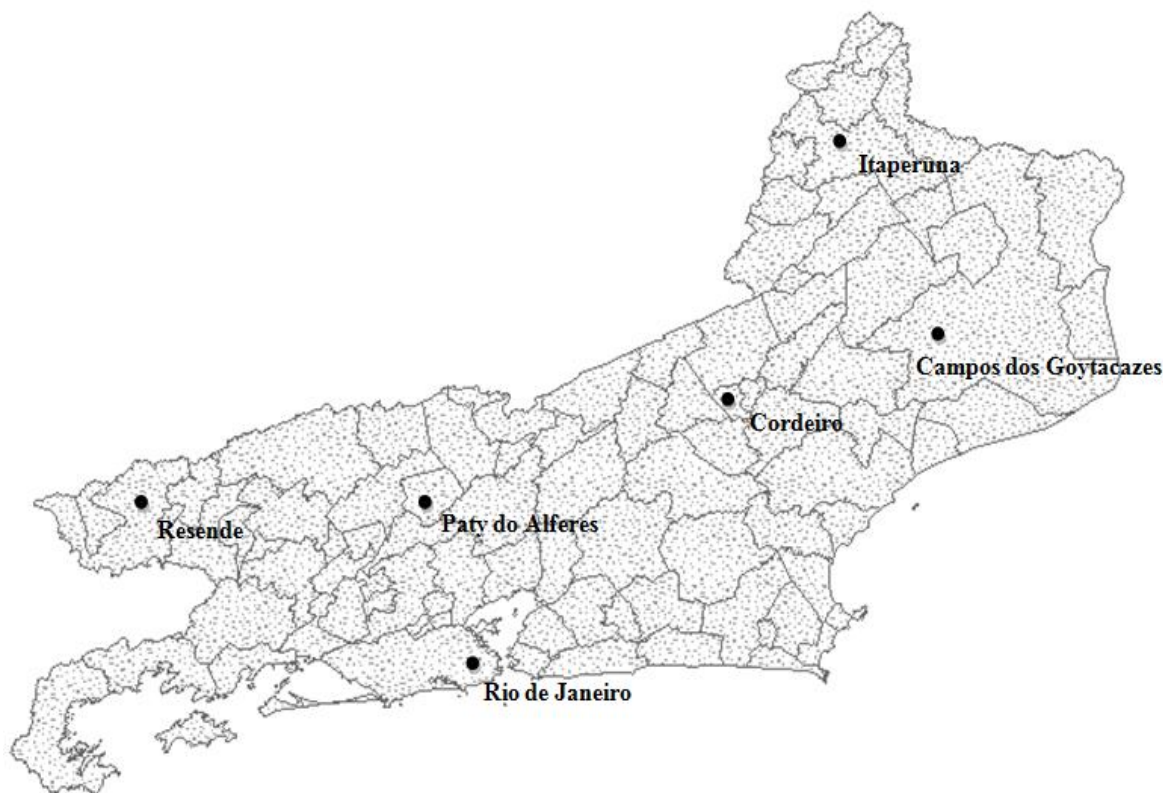 Itaperuna
Campos dos Goytacazes
Cordeiro
Resende
Paty do Alferes
Rio de Janeiro